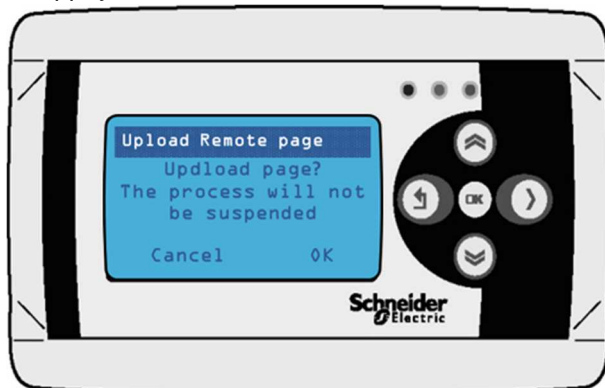 Upload Remote page
Updload page?
The process will not
be suspended
Cancel OK
OK
Schneider
Electric